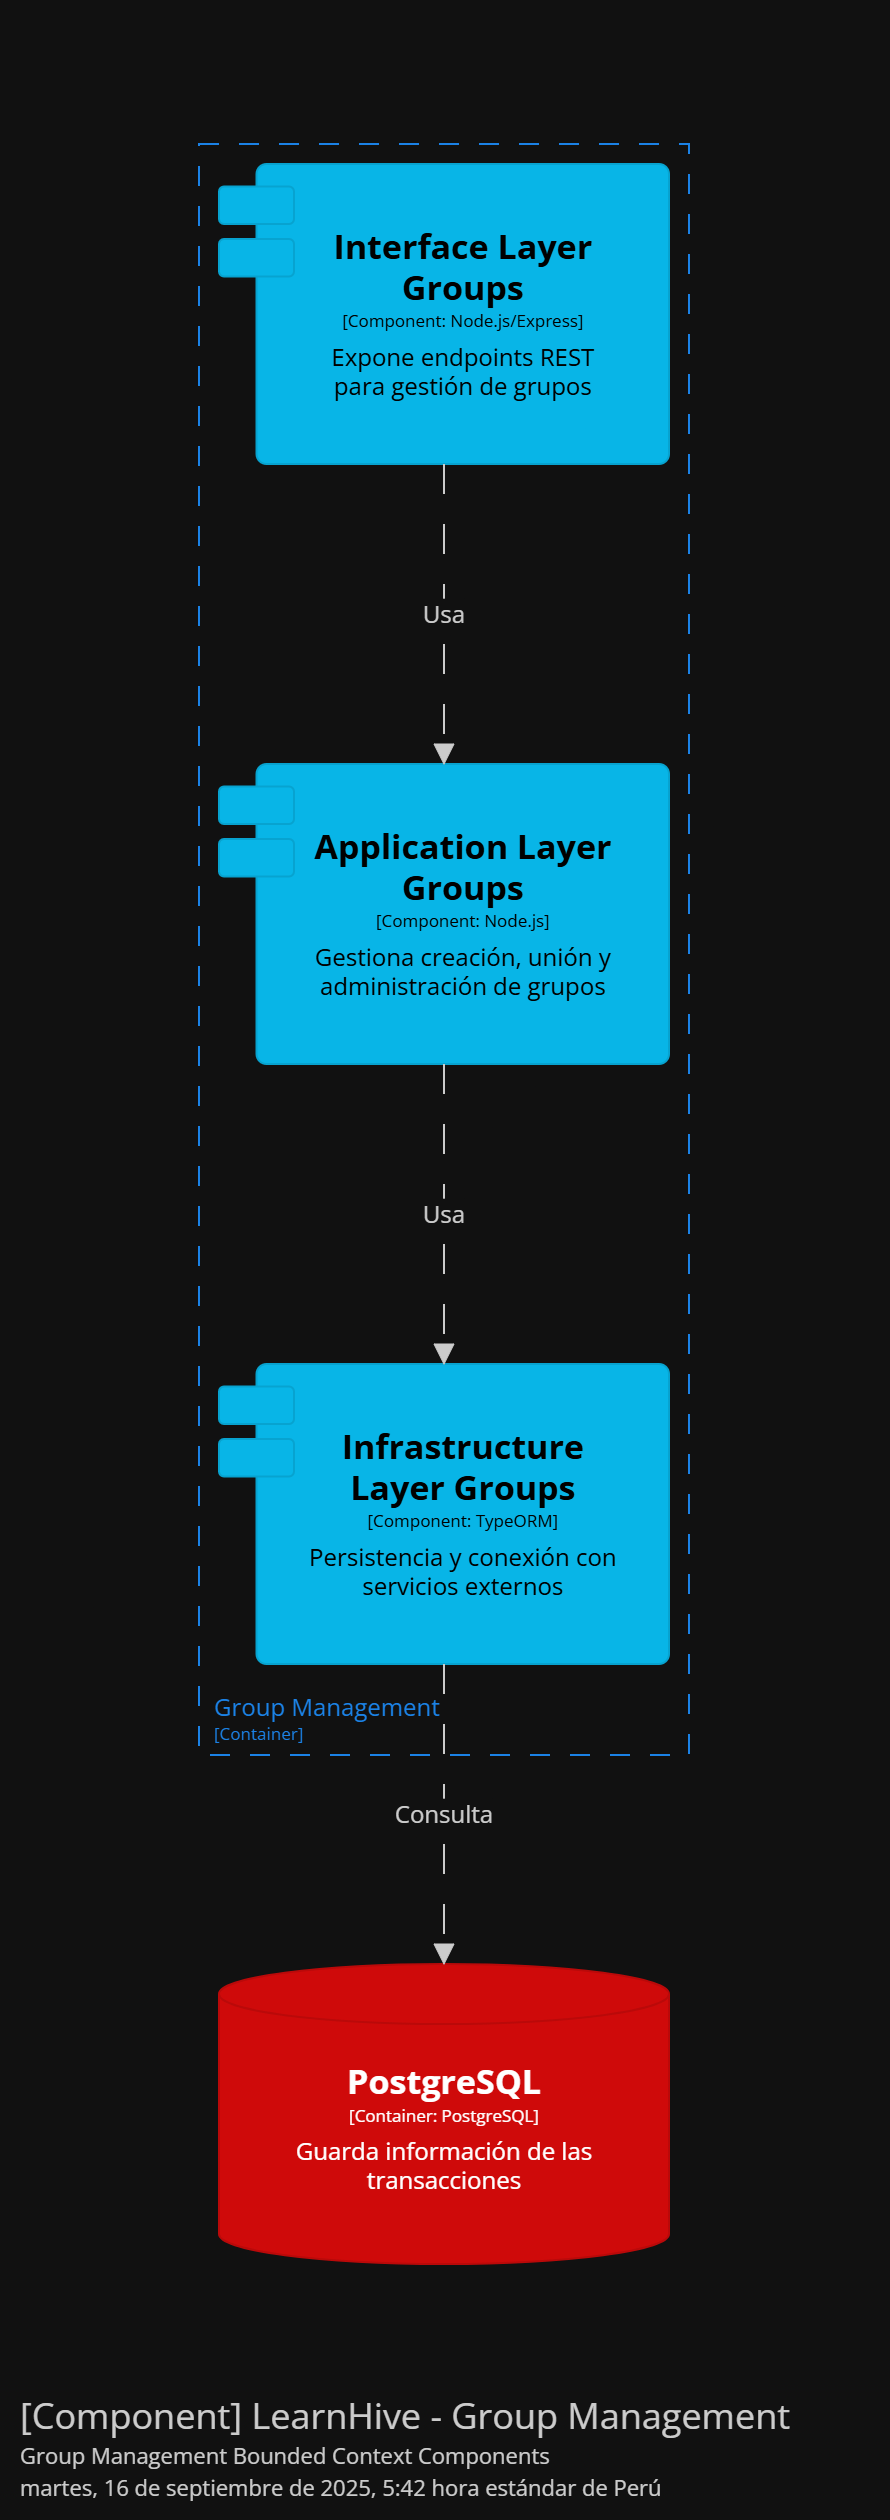 Interface Layer
Groups
[Component: Node.js/Express]
Expone endpoints REST
para gestión de grupos
Usa
Application Layer
Groups
[Component: Node.js]
Gestiona creación, unión y
administración de grupos
Usa
Infrastructure
Layer Groups
[Component: TypeORM]
Persistencia y conexión con
servicios externos
Group Management
[Container]
Consulta
PostgreSQL
[Container: PostgreSQL]
Guarda información de las
transacciones
[Component] LearnHive - Group Management
Group Management Bounded Context Components
martes, 16 de septiembre de 2025, 5:42 hora estándar de Perú